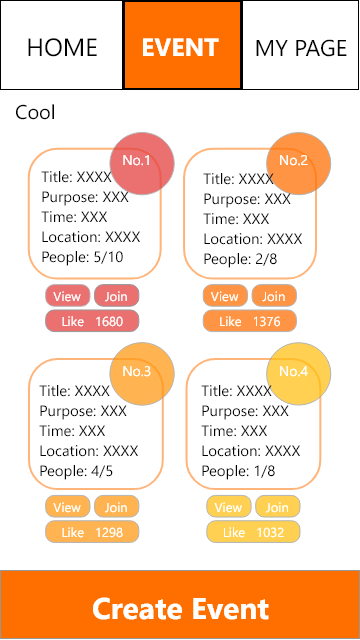 HOME EVENT MY PAGE
Cool
No.1
Title: XXXX
Purpose: XXX
Time: XXX
Location: XXXX
People: 5/10
View Join
Like 1680
No.2
Title: XXXX
Purpose: XXX
Time: XXX
Location: XXXX
People: 2/8
View Join
Like 1376
No.3
Title: XXXX
Purpose: XXX
Time: XXX
Location: XXXX
People: 4/5
View Join
Like 1298
No.4
Title: XXXX
Purpose: XXX
Time: XXX
Location: XXXX
People: 1/8
View Join
Like 1032
Create Event